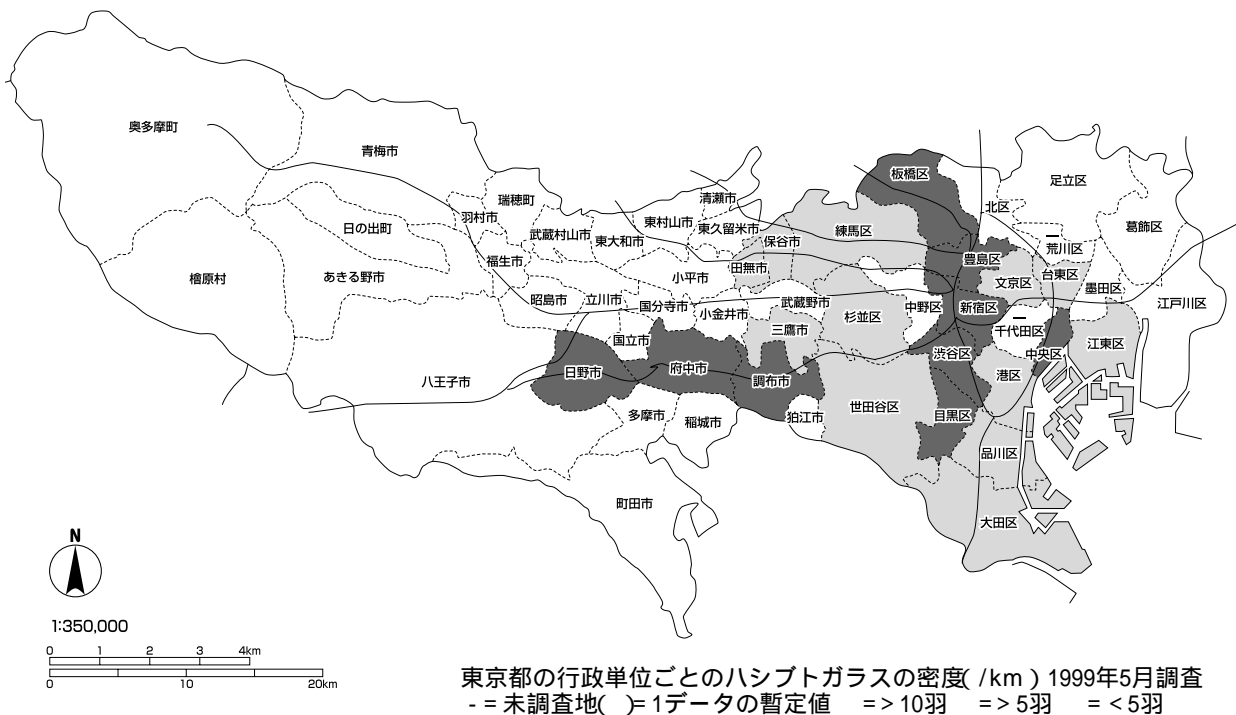 奥多摩町
青梅市
瑞穂町
羽村市
日の出町
武蔵村山市
東大和市
東村山市
清瀬市
東久留米市
保谷市
練馬区
板橋区
北区
足立区
葛飾区
荒川区
豊島区
文京区
台東区
墨田区
江戸川区
檜原村
あきる野市
福生市
昭島市
立川市
国分寺市
小平市
小金井市
田無市
武蔵野市
杉並区
中野区
新宿区
千代田区
中央区
江東区
国立市
三鷹市
渋谷区
港区
八王子市
日野市
府中市
調布市
世田谷区
目黒区
多摩市
稲城市
狛江市
品川区
町田市
大田区
N
1:350,000
0 1 2 3 4km
0 10 20km
東京都の行政単位ごとのハシブトガラスの密度( /km ) 1999年5月調査
- = 未調査地( )= 1データの暫定値 = > 10羽 = > 5羽 = < 5羽